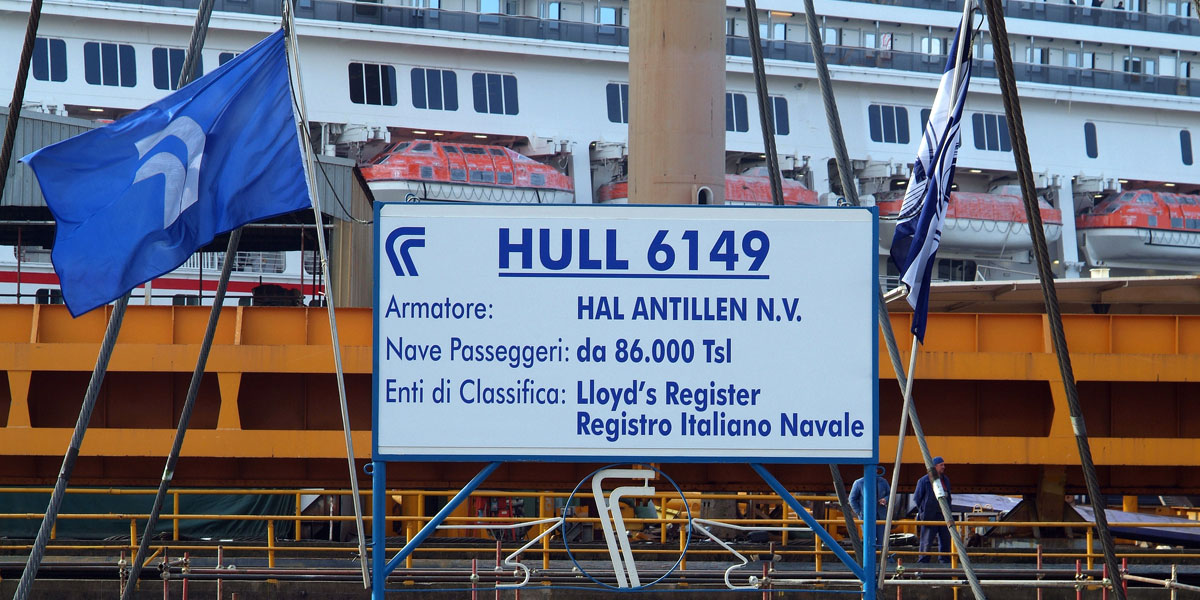 HULL 6149
Armatore: HAL ANTILLEN N.V.
Nave Passeggeri: da 86.000 Tsl
Enti di Classifica: Lloyd's Register
Registro Italiano Navale